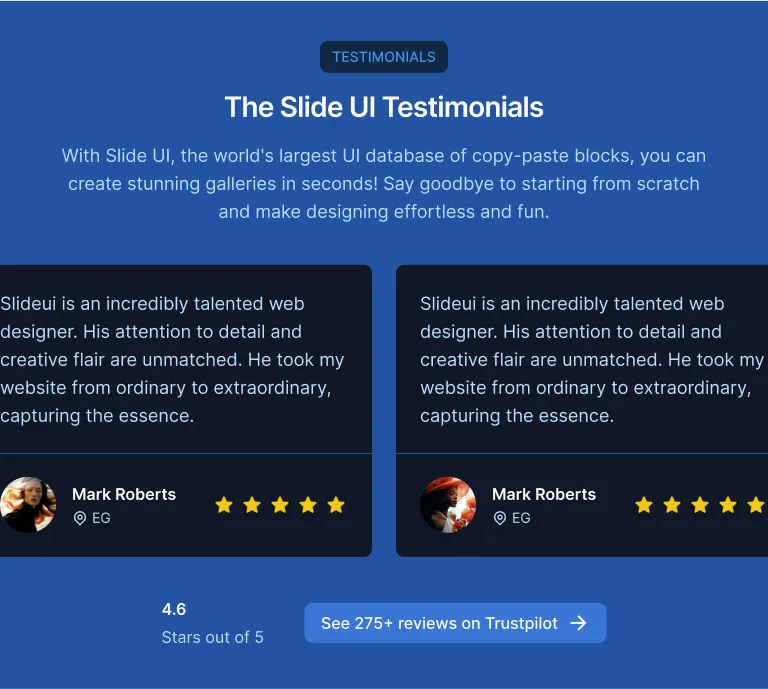 TESTIMONIALS
The Slide UI Testimonials
With Slide UI, the world's largest UI database of copy-paste blocks, you can
create stunning galleries in seconds! Say goodbye to starting from scratch
and make designing effortless and fun.
Slideui is an incredibly talented web
designer. His attention to detail and
creative flair are unmatched. He took my
website from ordinary to extraordinary,
capturing the essence.
Mark Roberts
EG
Slideui is an incredibly talented web
designer. His attention to detail and
creative flair are unmatched. He took my
website from ordinary to extraordinary,
capturing the essence.
Mark Roberts
EG
4.6
Stars out of 5
See 275+ reviews on Trustpilot